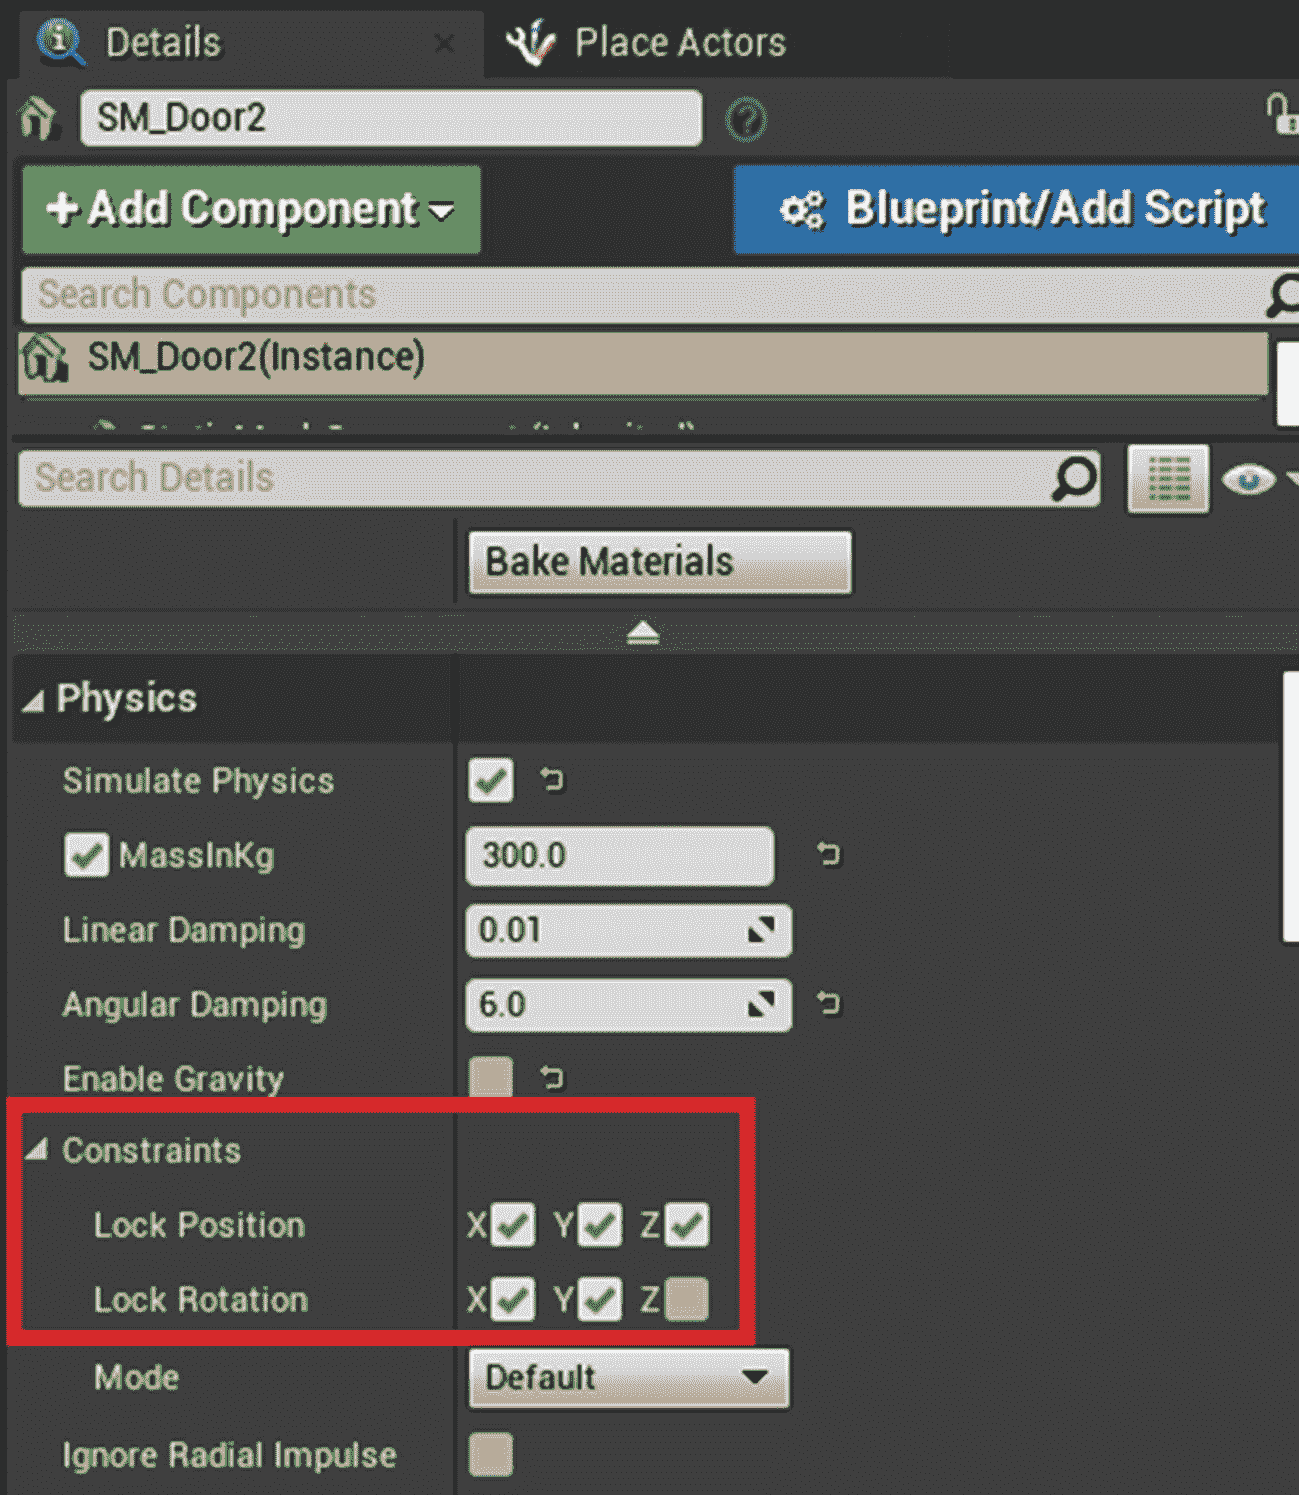 Details
Place Actors
SM_Door2
+Add Component
Blueprint/Add Script
Search Components
SM_Door2(Instance)
Search Details
Bake Materials
Physics
Simulate Physics
MassInKg 300.0
Linear Damping 0.01
Angular Damping 6.0
Enable Gravity
Constraints
Lock Position X Y Z
Lock Rotation X Y Z
Mode Default
Ignore Radial Impulse